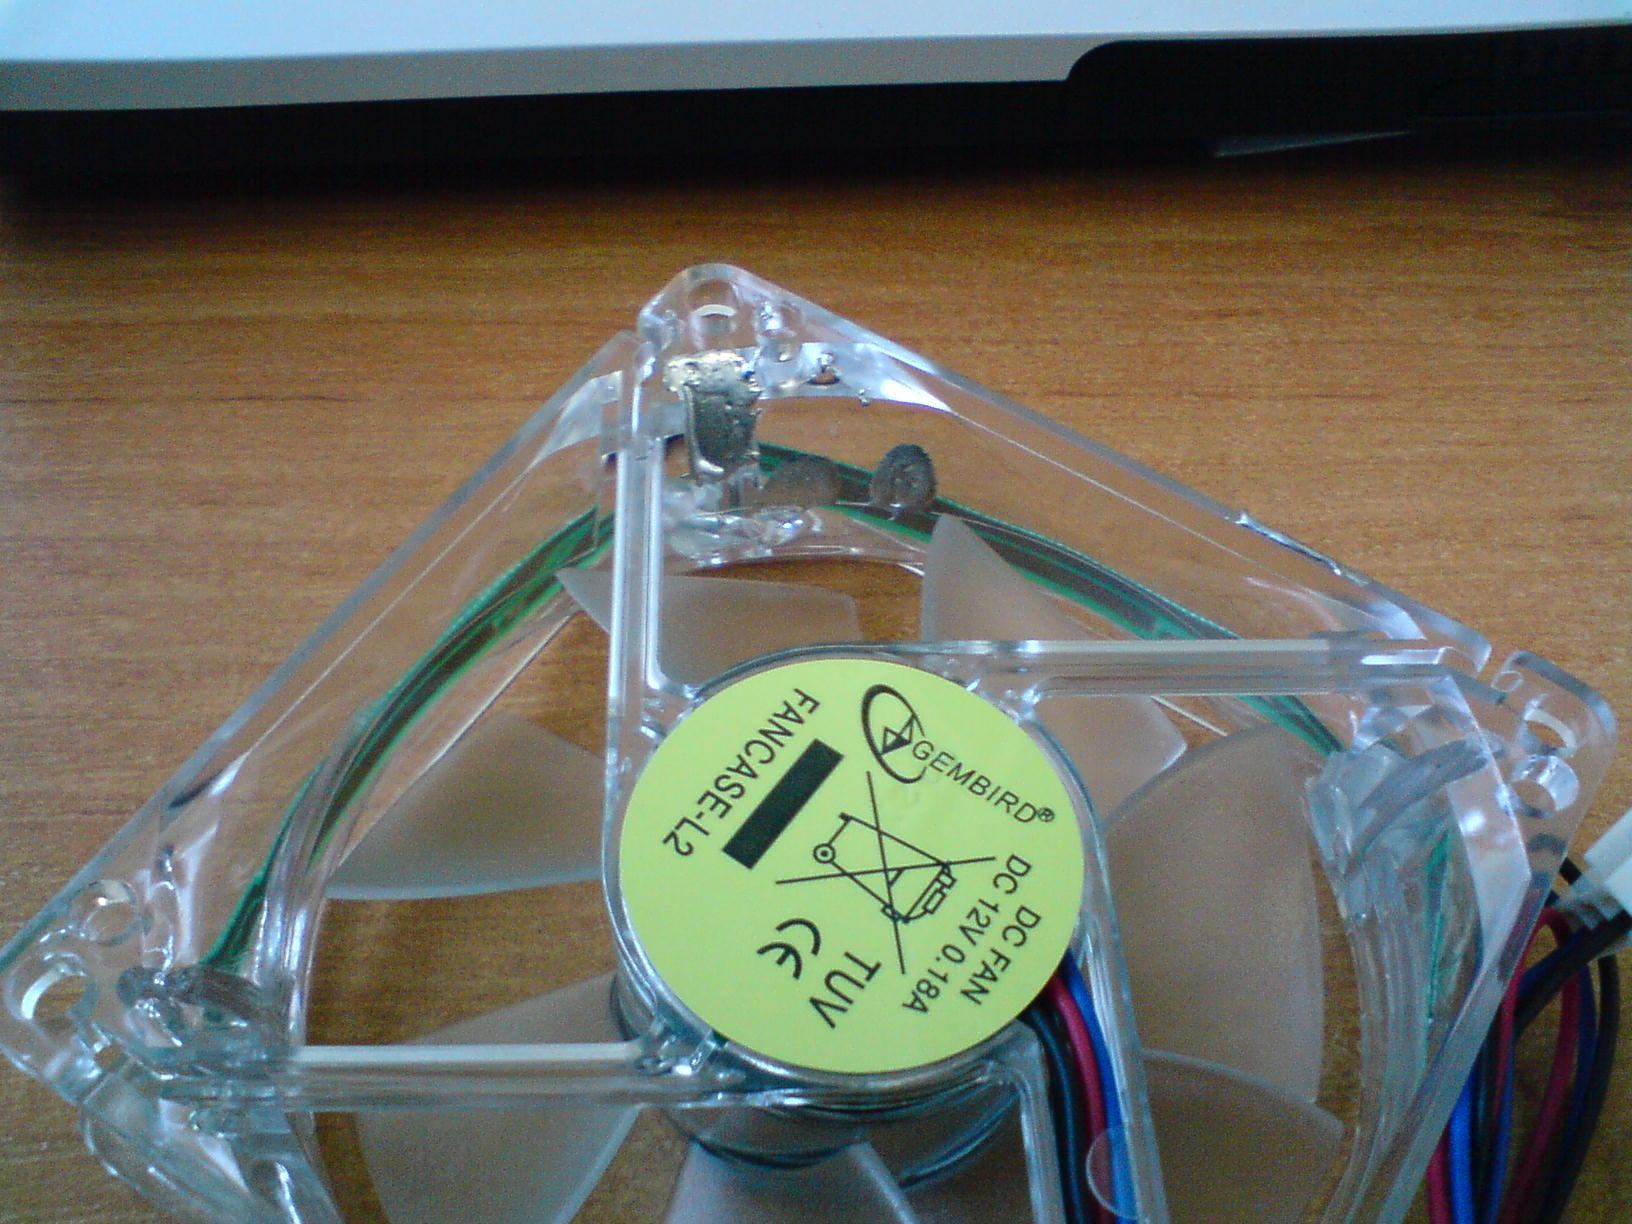 GEMBIRD®
FANCASE-L2
DC FAN
DC 12V 0.18A
TUV
CE